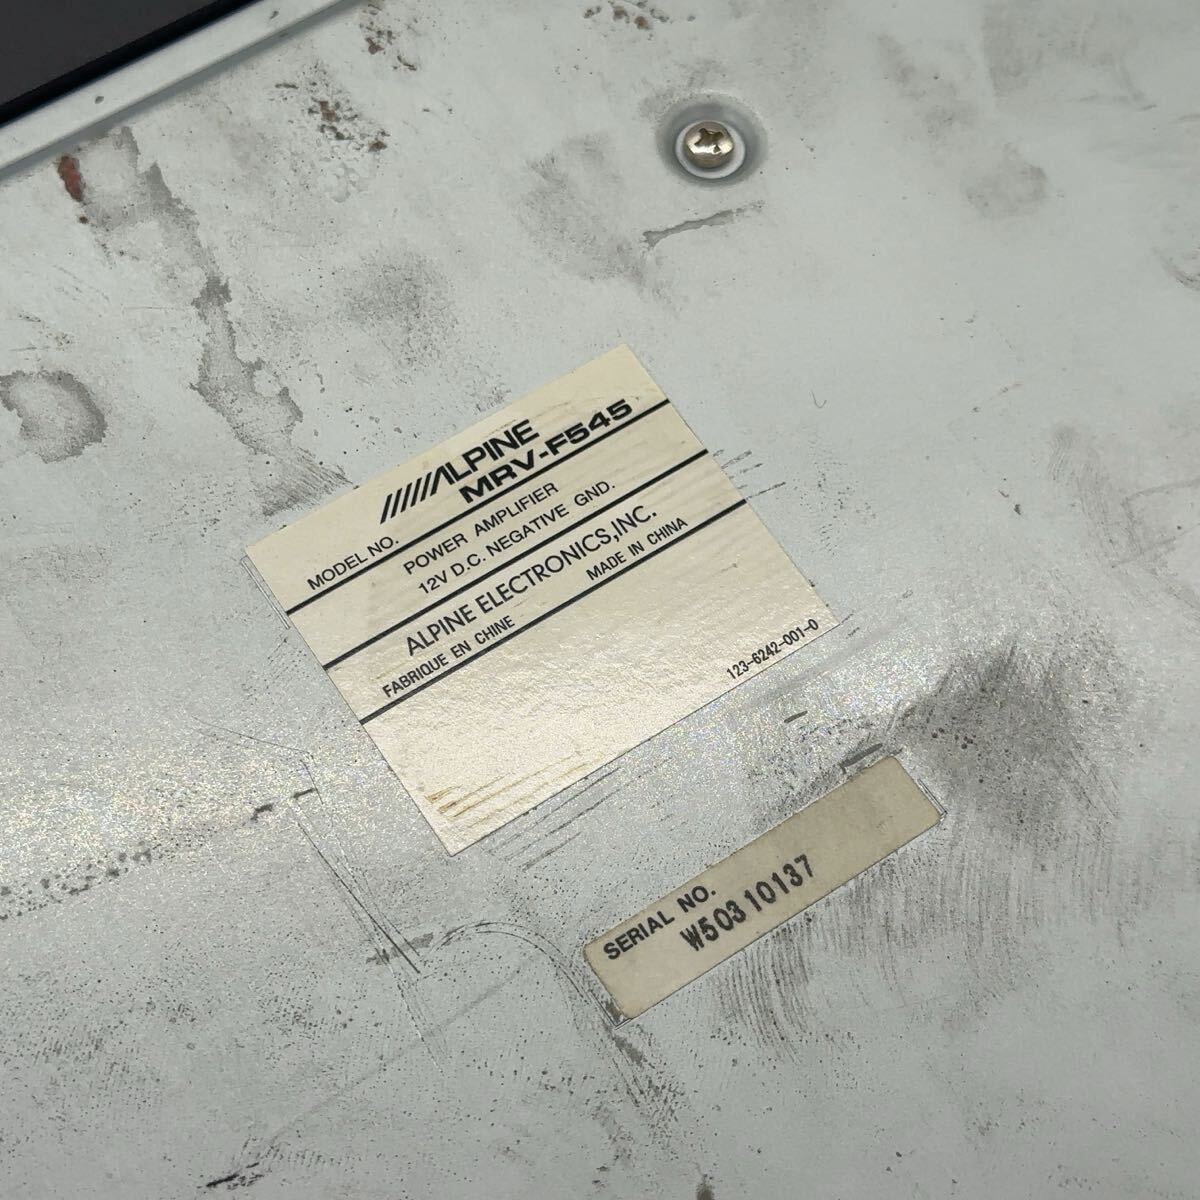 ALPINE
MODEL NO. MRV-F545
POWER AMPLIFIER
12V D.C. NEGATIVE GND.
ALPINE ELECTRONICS,INC.
FABRIQUE EN CHINE MADE IN CHINA
123-6242-001-0
SERIAL NO.
W50310137